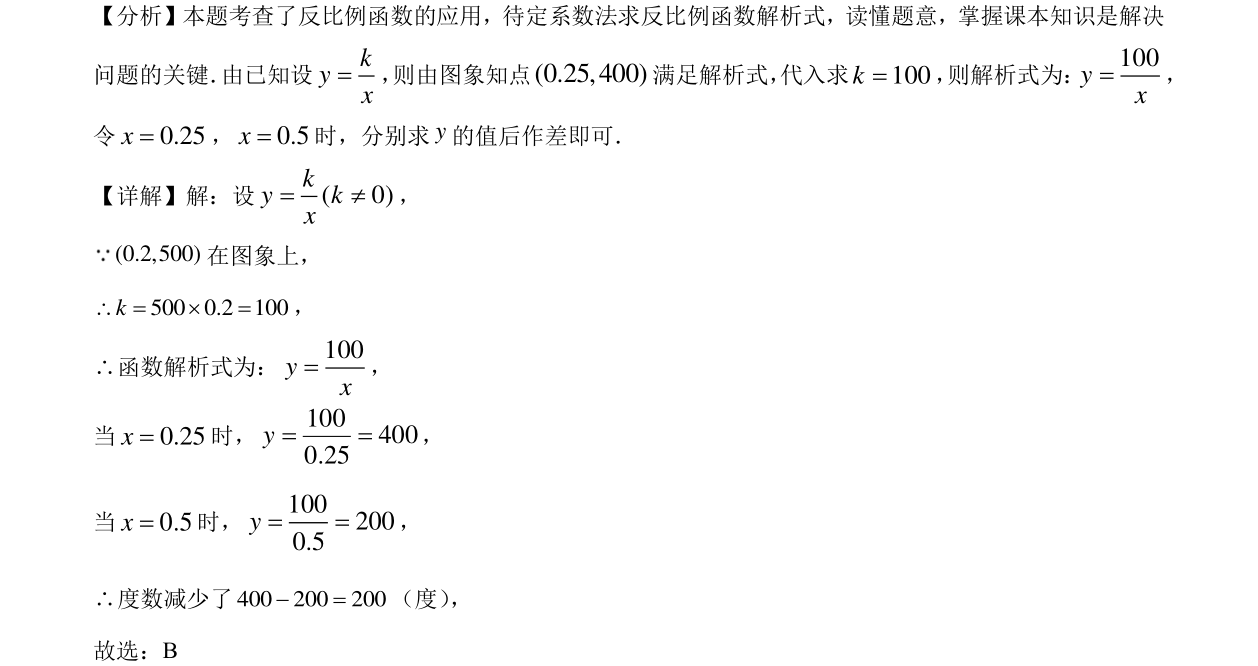 【分析】本题考查了反比例函数的应用，待定系数法求反比例函数解析式，读懂题意，掌握课本知识是解决
问题的关键．由已知设 y = k/x ，则由图象知点 (0.25,400) 满足解析式，代入求 k = 100 ，则解析式为：y = 100/x ，
令 x = 0.25 ， x = 0.5 时，分别求 y 的值后作差即可．
【详解】解：设 y = k/x (k ≠ 0) ，
∵(0.2,500) 在图象上，
∴k = 500×0.2 = 100 ，
∴函数解析式为： y = 100/x ，
当 x = 0.25 时， y = 100/0.25 = 400 ，
当 x = 0.5 时， y = 100/0.5 = 200 ，
∴度数减少了 400 − 200 = 200 （度），
故选：B